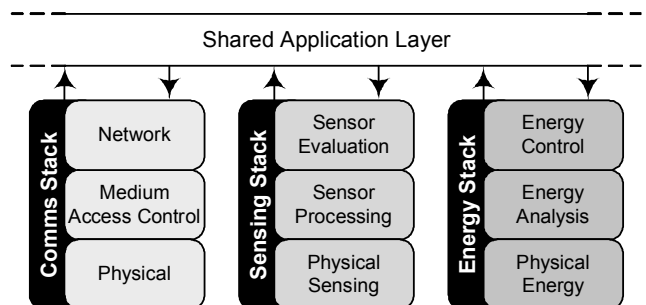 Shared Application Layer
Comms Stack
Network
Medium
Access Control
Physical
Sensing Stack
Sensor
Evaluation
Sensor
Processing
Physical
Sensing
Energy Stack
Energy
Control
Energy
Analysis
Physical
Energy